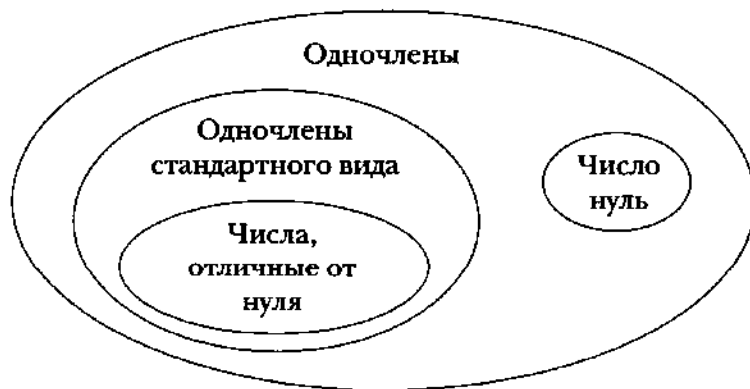 Одночлены
Одночлены
стандартного вида
Числа,
отличные от
нуля
Число
нуль